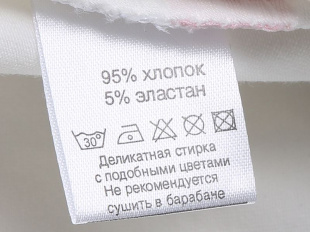 95% хлопок
5% эластан
30°
Деликатная стирка
с подобными цветами
Не рекомендуется
сушить в барабане